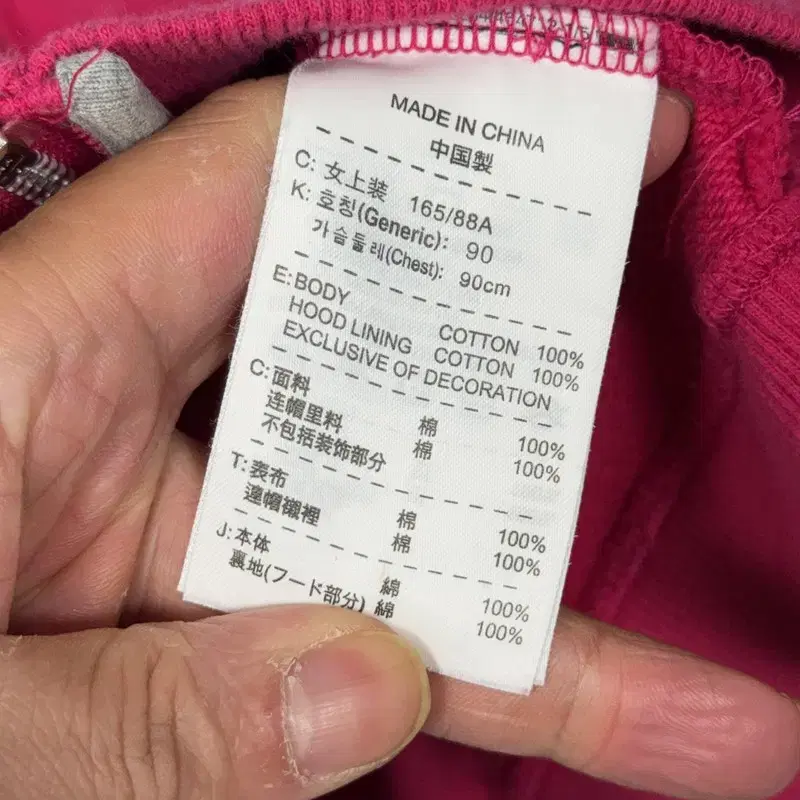 MADE IN CHINA
中国製
C: 女上装 165/88A
K: 호칭(Generic): 90
가슴둘레(Chest): 90cm
E: BODY COTTON 100%
HOOD LINING COTTON 100%
EXCLUSIVE OF DECORATION
C: 面料 棉 100%
连帽里料 棉 100%
不包括装饰部分
T: 表布 棉 100%
連帽襯裡 棉 100%
J: 本体 綿 100%
裏地(フード部分) 綿 100%